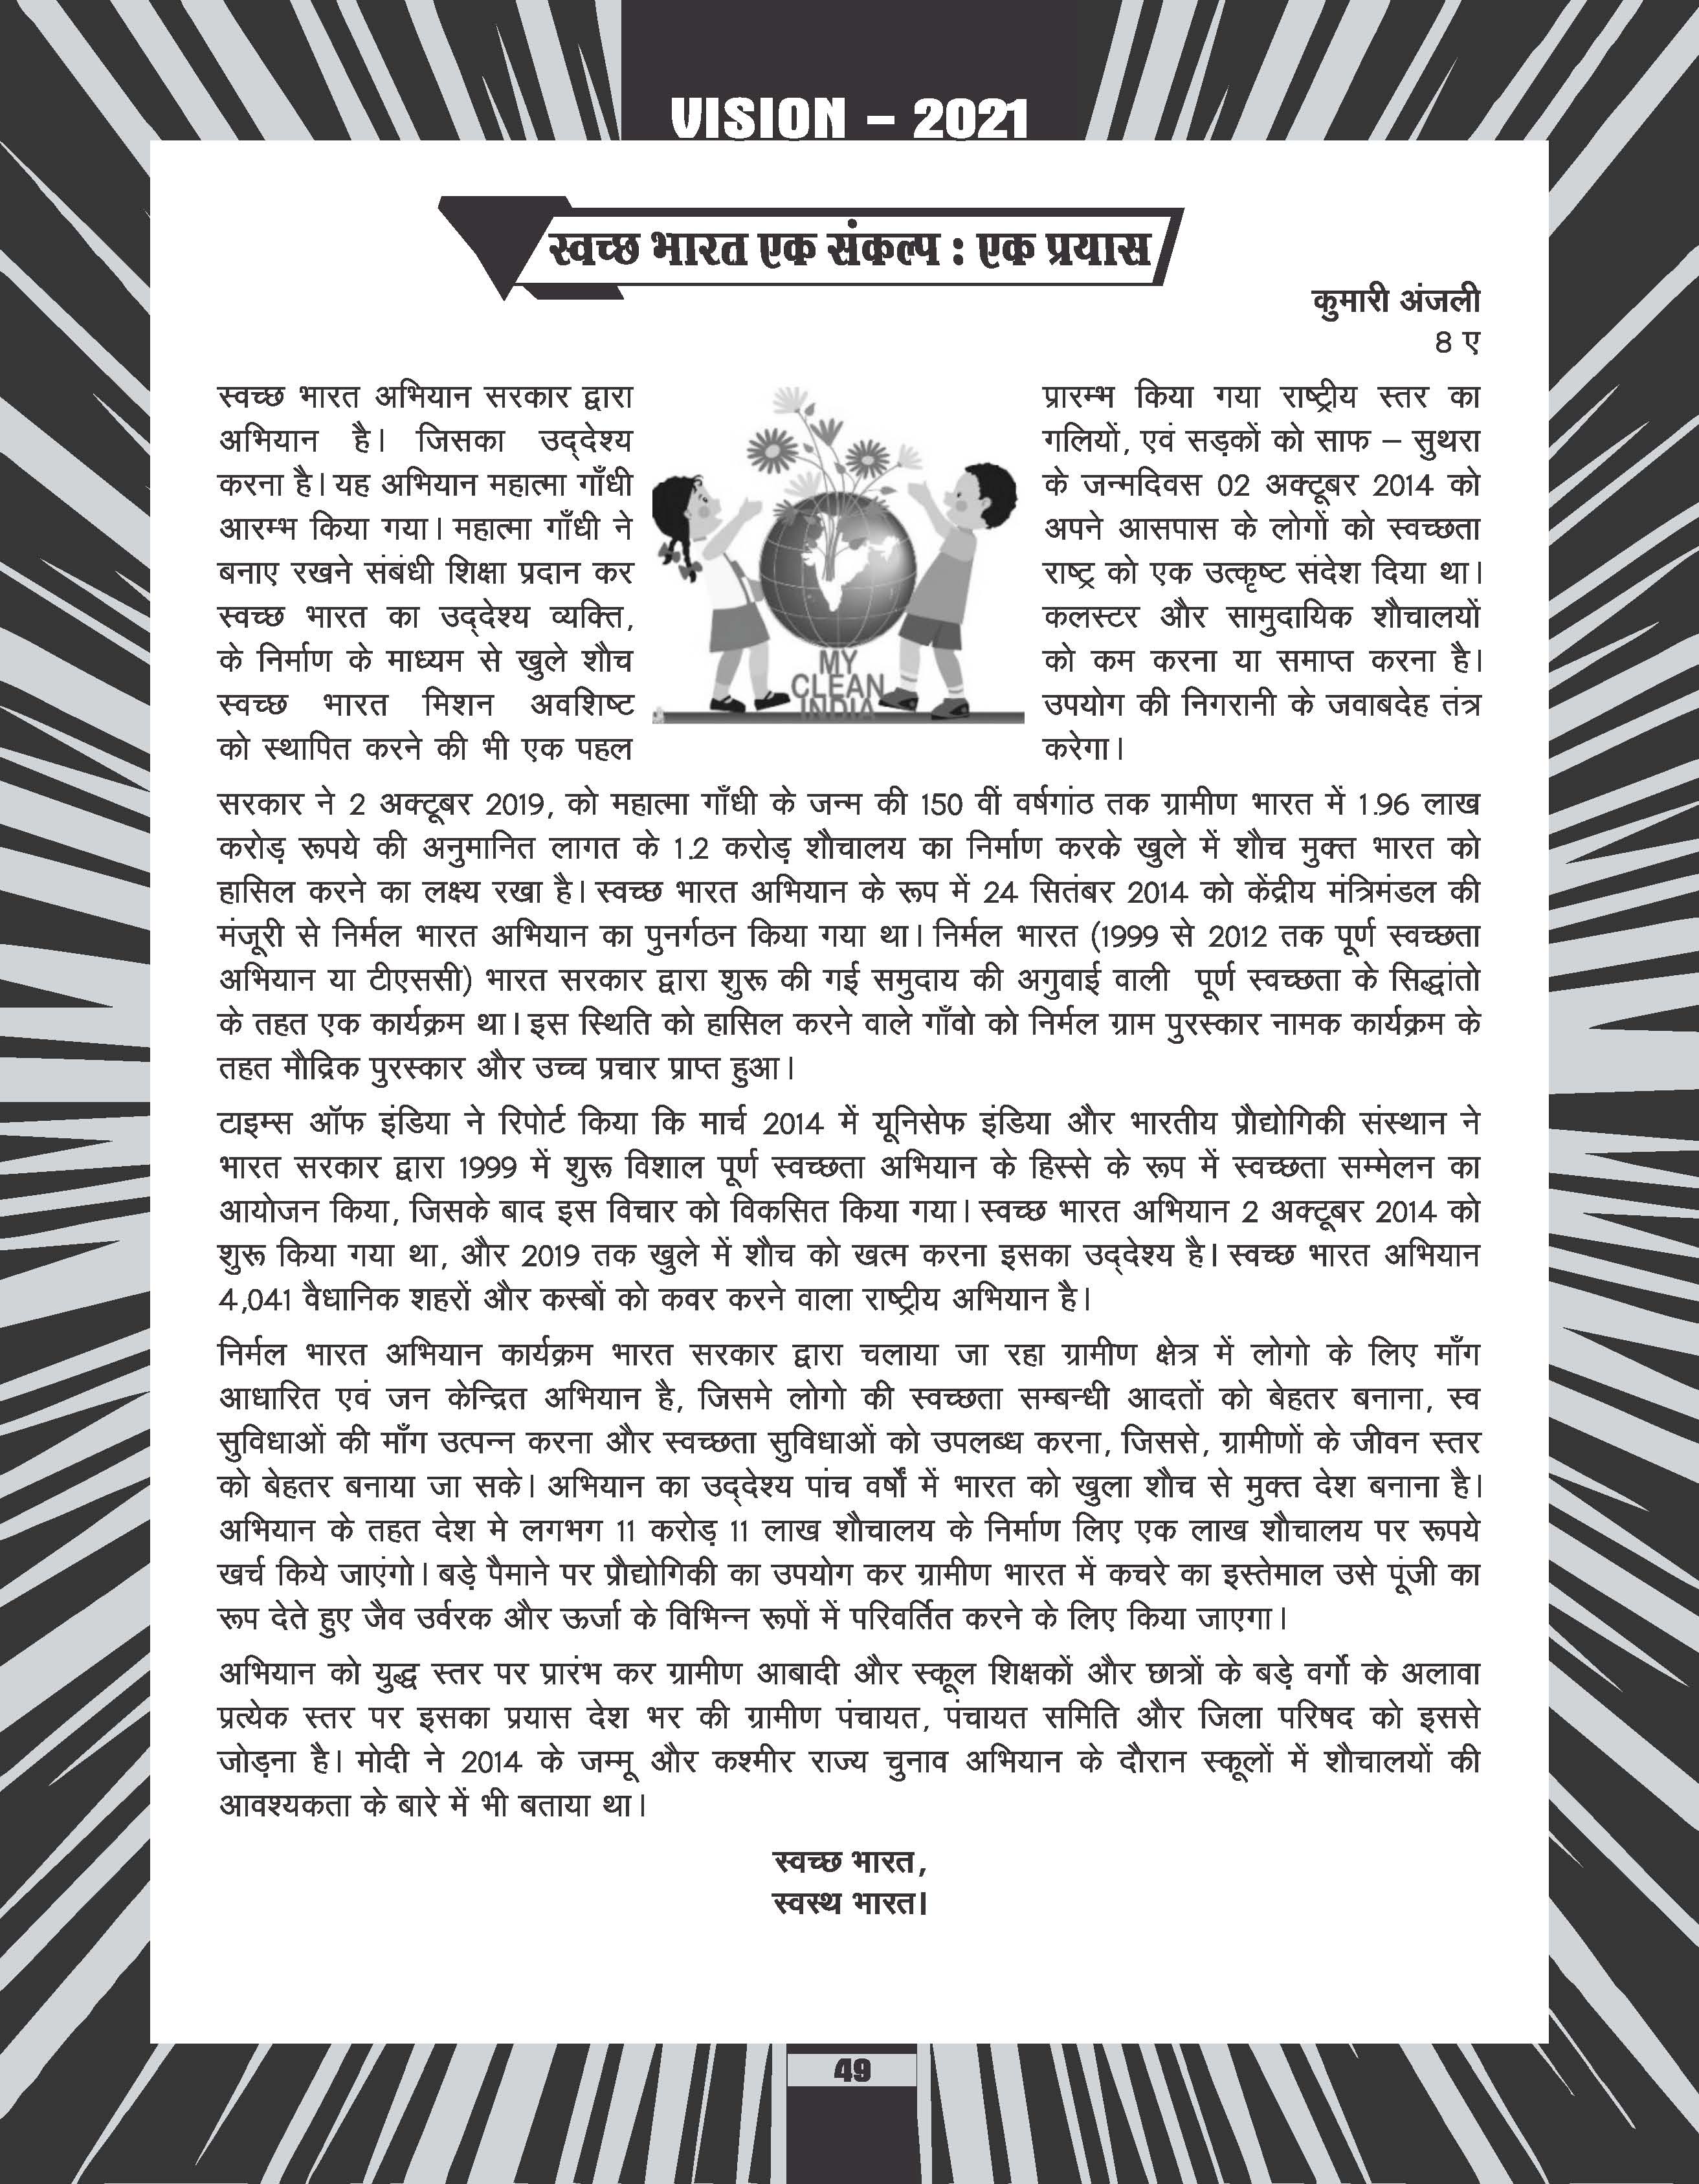 VISION – 2021
स्वच्छ भारत एक संकल्प : एक प्रयास
कुमारी अंजली
8 ए
स्वच्छ भारत अभियान सरकार द्वारा प्रारम्भ किया गया राष्ट्रीय स्तर का
अभियान है। जिसका उद्देश्य गलियों, एवं सड़कों को साफ – सुथरा
करना है। यह अभियान महात्मा गाँधी के जन्मदिवस 02 अक्टूबर 2014 को
आरम्भ किया गया। महात्मा गाँधी ने अपने आसपास के लोगों को स्वच्छता
बनाए रखने संबंधी शिक्षा प्रदान कर राष्ट्र को एक उत्कृष्ट संदेश दिया था।
स्वच्छ भारत का उद्देश्य व्यक्ति, कलस्टर और सामुदायिक शौचालयों
के निर्माण के माध्यम से खुले शौच को कम करना या समाप्त करना है।
स्वच्छ भारत मिशन अवशिष्ट उपयोग की निगरानी के जवाबदेह तंत्र
को स्थापित करने की भी एक पहल करेगा।
MY
CLEAN
INDIA
सरकार ने 2 अक्टूबर 2019, को महात्मा गाँधी के जन्म की 150 वीं वर्षगांठ तक ग्रामीण भारत में 1.96 लाख
करोड़ रूपये की अनुमानित लागत के 1.2 करोड़ शौचालय का निर्माण करके खुले में शौच मुक्त भारत को
हासिल करने का लक्ष्य रखा है। स्वच्छ भारत अभियान के रूप में 24 सितंबर 2014 को केंद्रीय मंत्रिमंडल की
मंजूरी से निर्मल भारत अभियान का पुनर्गठन किया गया था। निर्मल भारत (1999 से 2012 तक पूर्ण स्वच्छता
अभियान या टीएससी) भारत सरकार द्वारा शुरू की गई समुदाय की अगुवाई वाली पूर्ण स्वच्छता के सिद्धांतो
के तहत एक कार्यक्रम था। इस स्थिति को हासिल करने वाले गाँवो को निर्मल ग्राम पुरस्कार नामक कार्यक्रम के
तहत मौद्रिक पुरस्कार और उच्च प्रचार प्राप्त हुआ।
टाइम्स ऑफ इंडिया ने रिपोर्ट किया कि मार्च 2014 में यूनिसेफ इंडिया और भारतीय प्रौद्योगिकी संस्थान ने
भारत सरकार द्वारा 1999 में शुरू विशाल पूर्ण स्वच्छता अभियान के हिस्से के रूप में स्वच्छता सम्मेलन का
आयोजन किया, जिसके बाद इस विचार को विकसित किया गया। स्वच्छ भारत अभियान 2 अक्टूबर 2014 को
शुरू किया गया था, और 2019 तक खुले में शौच को खत्म करना इसका उद्देश्य है। स्वच्छ भारत अभियान
4,041 वैधानिक शहरों और कस्बों को कवर करने वाला राष्ट्रीय अभियान है।
निर्मल भारत अभियान कार्यक्रम भारत सरकार द्वारा चलाया जा रहा ग्रामीण क्षेत्र में लोगो के लिए माँग
आधारित एवं जन केन्द्रित अभियान है, जिसमे लोगो की स्वच्छता सम्बन्धी आदतों को बेहतर बनाना, स्व
सुविधाओं की माँग उत्पन्न करना और स्वच्छता सुविधाओं को उपलब्ध करना, जिससे, ग्रामीणों के जीवन स्तर
को बेहतर बनाया जा सके। अभियान का उद्देश्य पांच वर्षों में भारत को खुला शौच से मुक्त देश बनाना है।
अभियान के तहत देश मे लगभग 11 करोड़ 11 लाख शौचालय के निर्माण लिए एक लाख शौचालय पर रूपये
खर्च किये जाएंगो। बड़े पैमाने पर प्रौद्योगिकी का उपयोग कर ग्रामीण भारत में कचरे का इस्तेमाल उसे पूंजी का
रूप देते हुए जैव उर्वरक और ऊर्जा के विभिन्न रूपों में परिवर्तित करने के लिए किया जाएगा।
अभियान को युद्ध स्तर पर प्रारंभ कर ग्रामीण आबादी और स्कूल शिक्षकों और छात्रों के बड़े वर्गो के अलावा
प्रत्येक स्तर पर इसका प्रयास देश भर की ग्रामीण पंचायत, पंचायत समिति और जिला परिषद को इससे
जोड़ना है। मोदी ने 2014 के जम्मू और कश्मीर राज्य चुनाव अभियान के दौरान स्कूलों में शौचालयों की
आवश्यकता के बारे में भी बताया था।
स्वच्छ भारत,
स्वस्थ भारत।
49